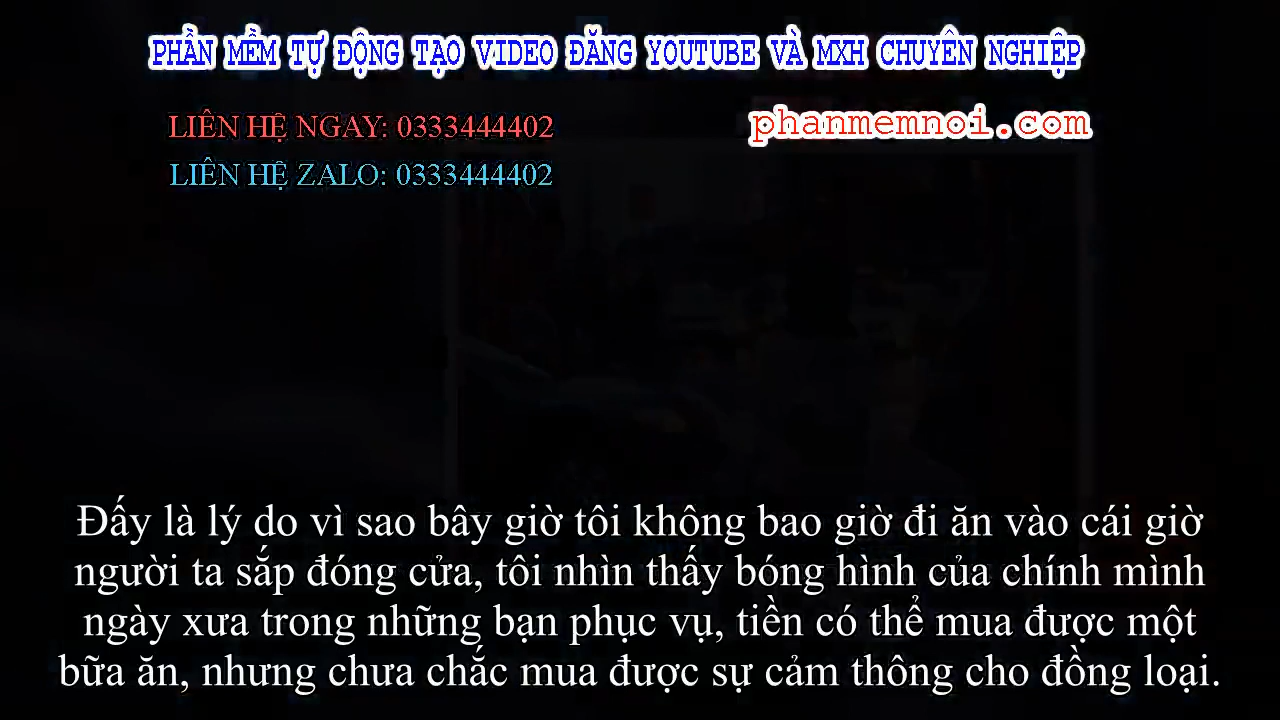 PHẦN MỀM TỰ ĐỘNG TẠO VIDEO ĐĂNG YOUTUBE VÀ MXH CHUYÊN NGHIỆP
LIÊN HỆ NGAY: 0333444402
phanmemnoi.com
LIÊN HỆ ZALO: 0333444402
Đấy là lý do vì sao bây giờ tôi không bao giờ đi ăn vào cái giờ
người ta sắp đóng cửa, tôi nhìn thấy bóng hình của chính mình
ngày xưa trong những bạn phục vụ, tiền có thể mua được một
bữa ăn, nhưng chưa chắc mua được sự cảm thông cho đồng loại.